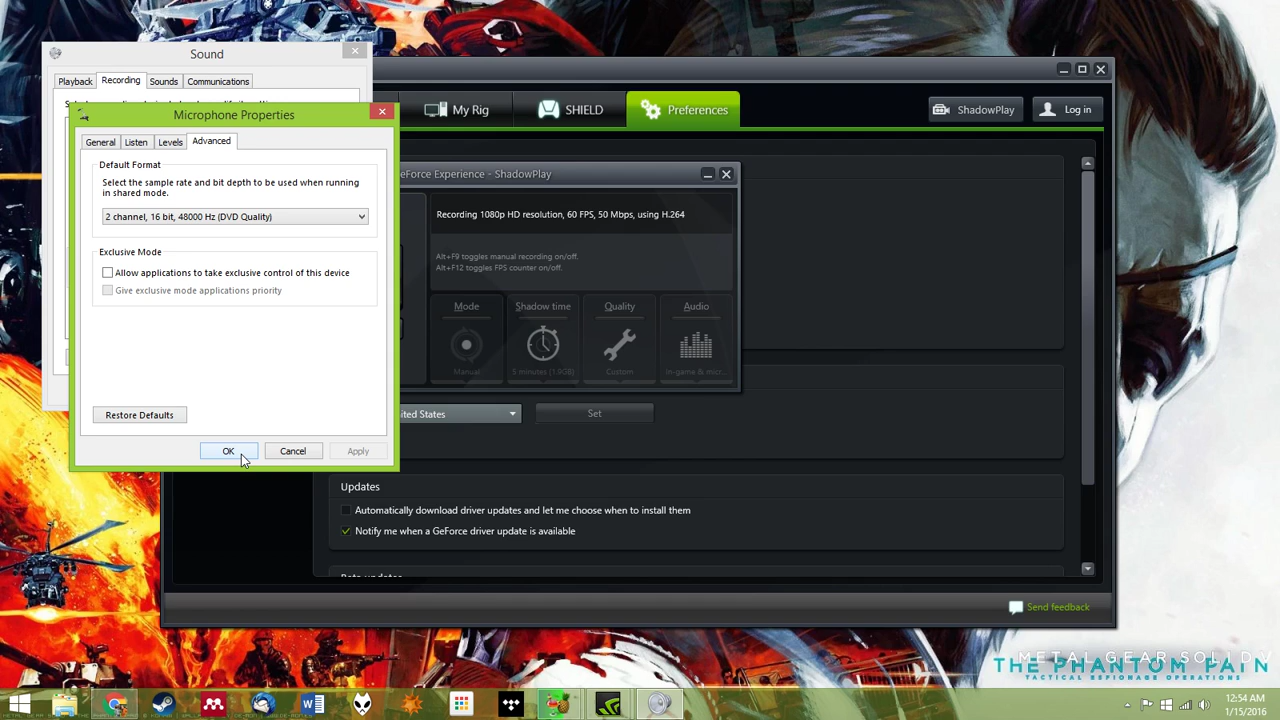 Sound
Playback
Recording
Sounds
Communications
Microphone Properties
General
Listen
Levels
Advanced
Default Format
Select the sample rate and bit depth to be used when running
in shared mode.
2 channel, 16 bit, 48000 Hz (DVD Quality)
Exclusive Mode
Allow applications to take exclusive control of this device
Give exclusive mode applications priority
Restore Defaults
OK
Cancel
Apply
My Rig
SHIELD
Preferences
ShadowPlay
Log in
eForce Experience - ShadowPlay
Recording 1080p HD resolution, 60 FPS, 50 Mbps, using H.264
Alt+F9 toggles manual recording on/off.
Alt+F12 toggles FPS counter on/off.
Mode
Shadow time
Quality
Audio
Manual
5 minutes (1.9GB)
Custom
In-game & micr...
ited States
Set
Updates
Automatically download driver updates and let me choose when to install them
Notify me when a GeForce driver update is available
Beta updates
Send feedback
METAL GEAR SOLID V
THE PHANTOM PAIN
TACTICAL ESPIONAGE OPERATIONS
12:54 AM
1/15/2016